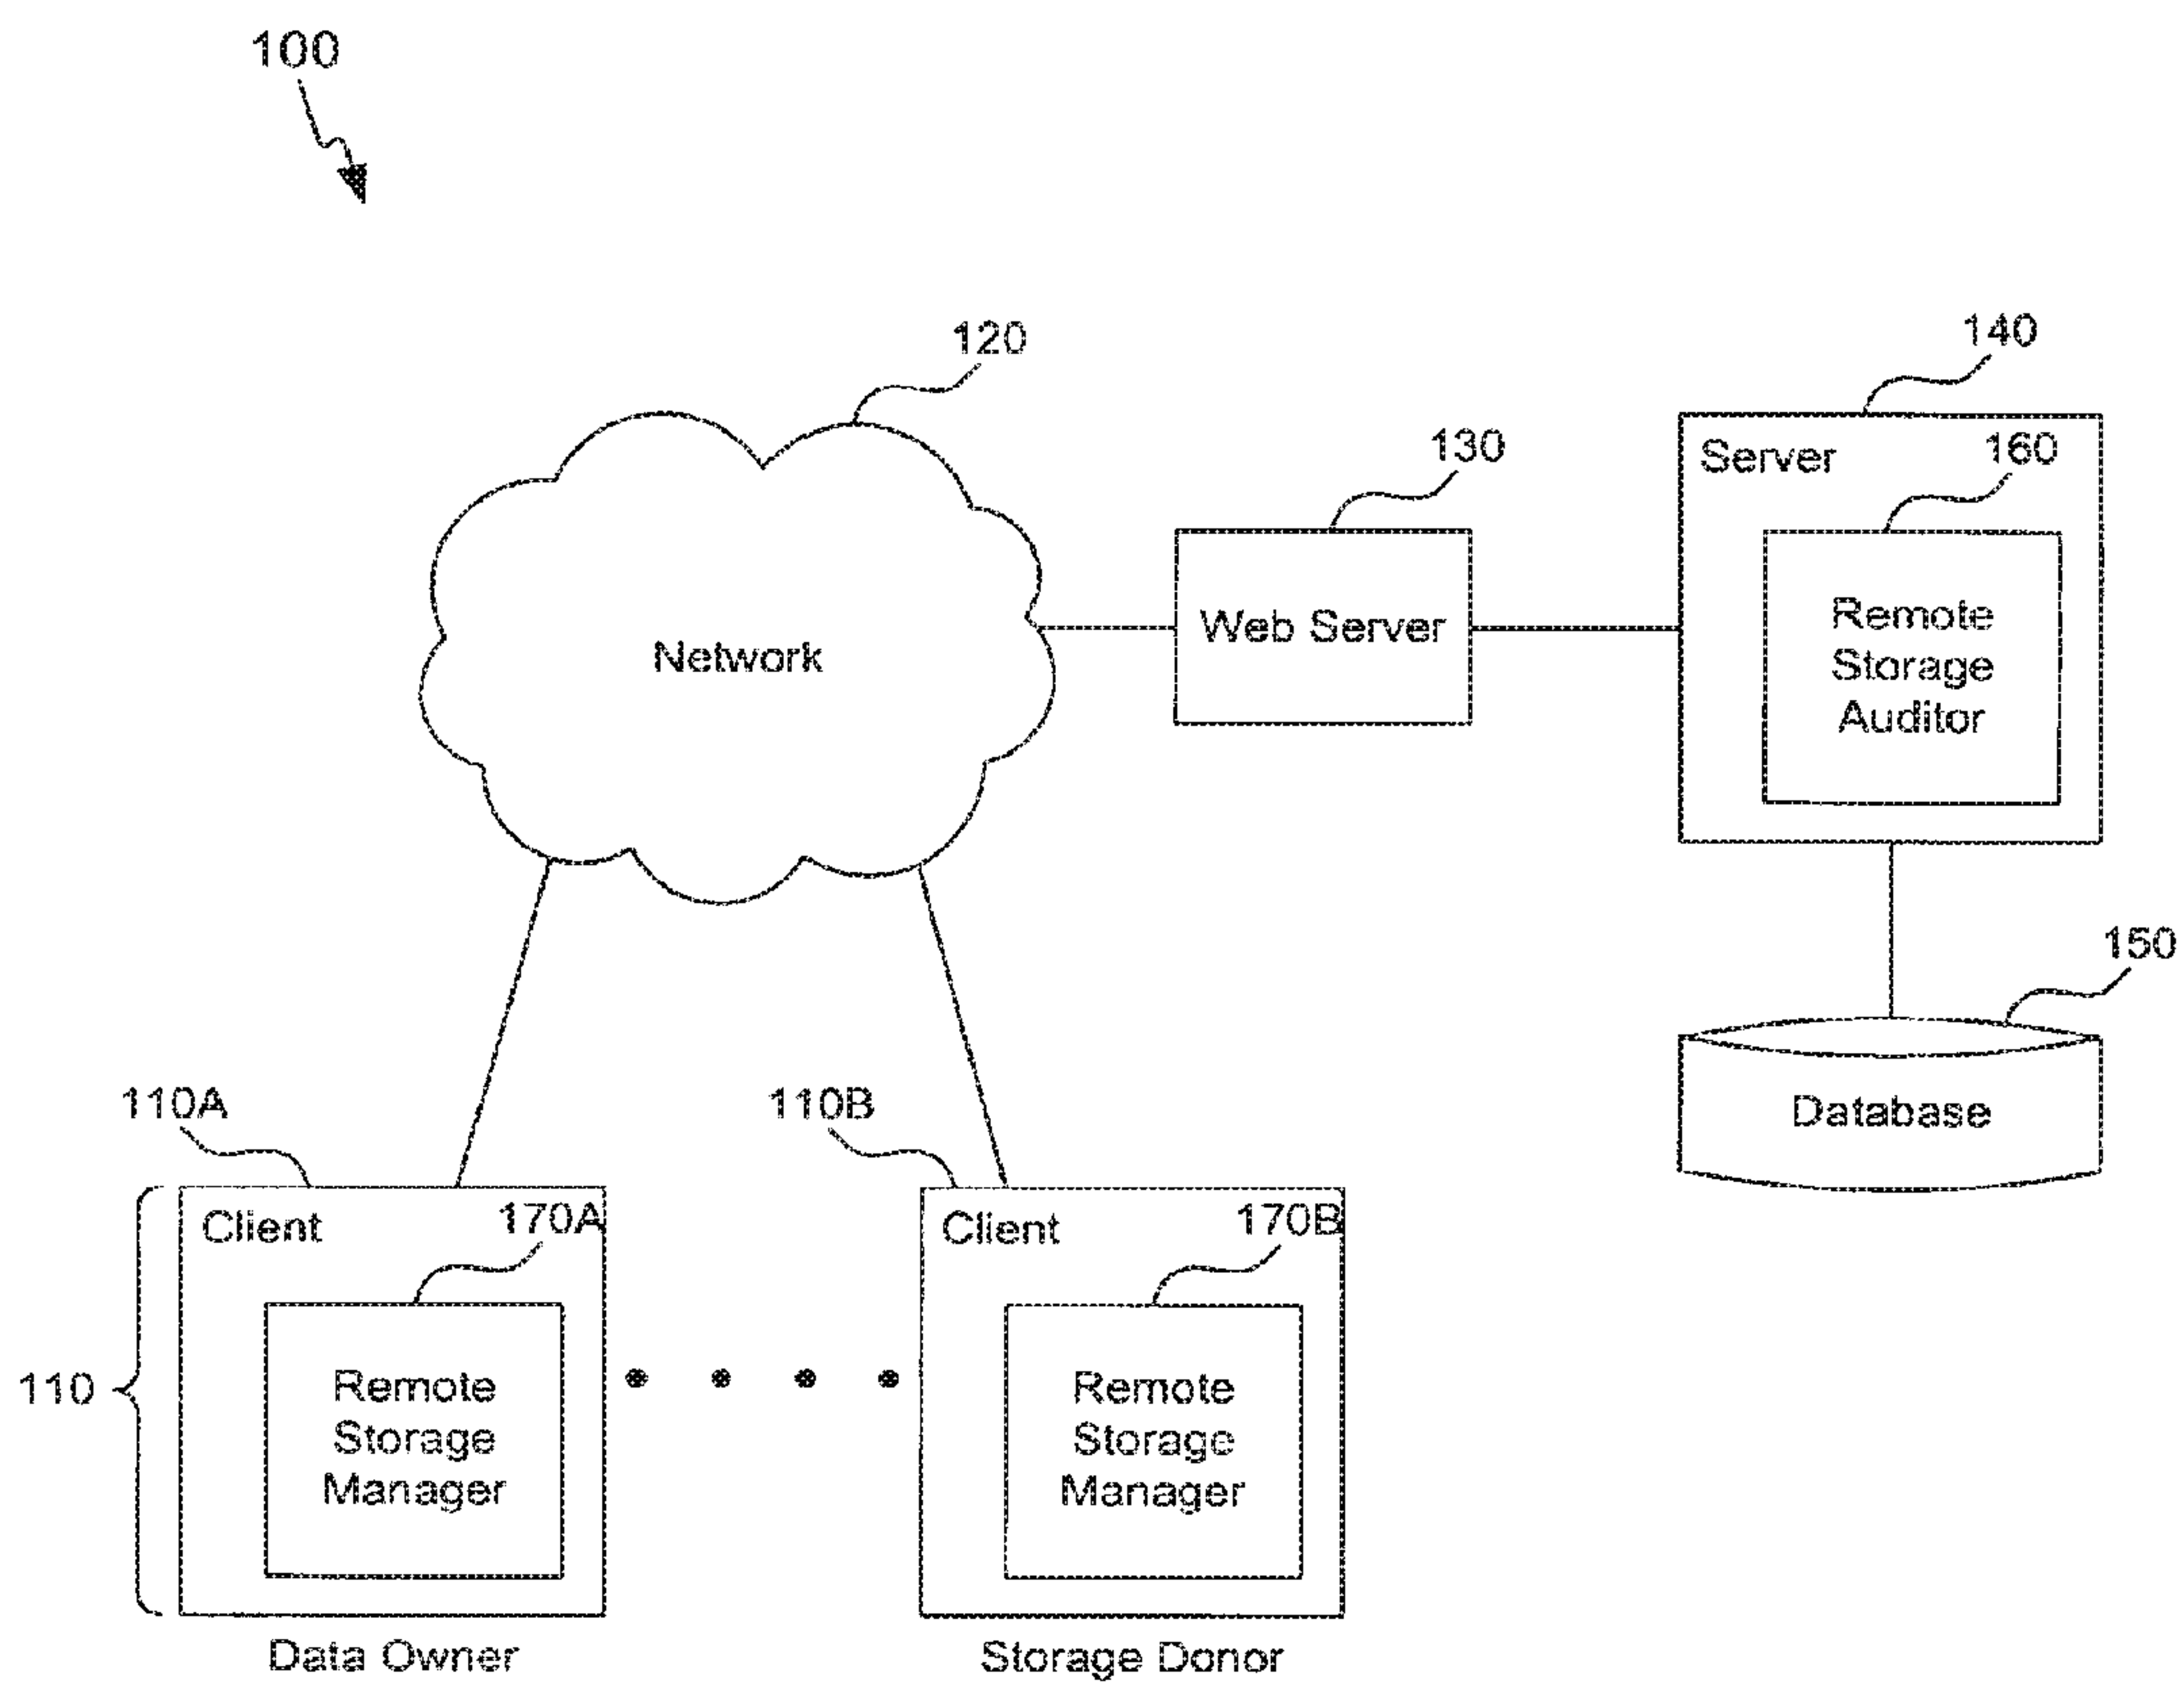 100
120
140
130
Server
160
Web Server
Remote
Storage
Auditor
Network
150
Database
110A
110B
Client
170A
Client
170B
110
Remote
Storage
Manager
Remote
Storage
Manager
Data Owner
Storage Donor